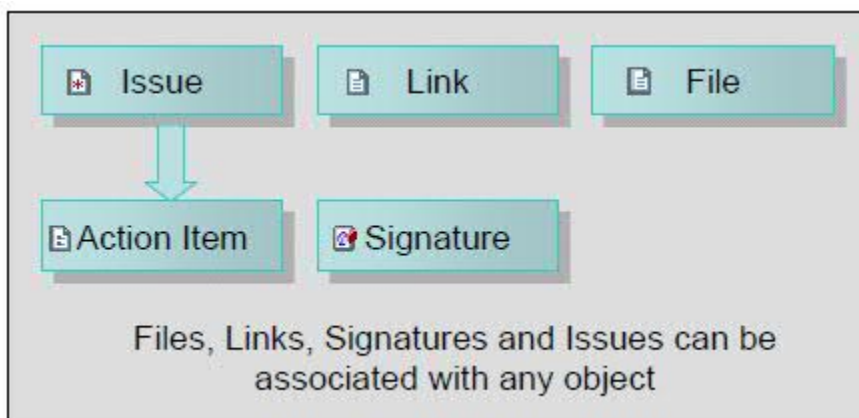 Issue
Link
File
Action Item
Signature
Files, Links, Signatures and Issues can be
associated with any object